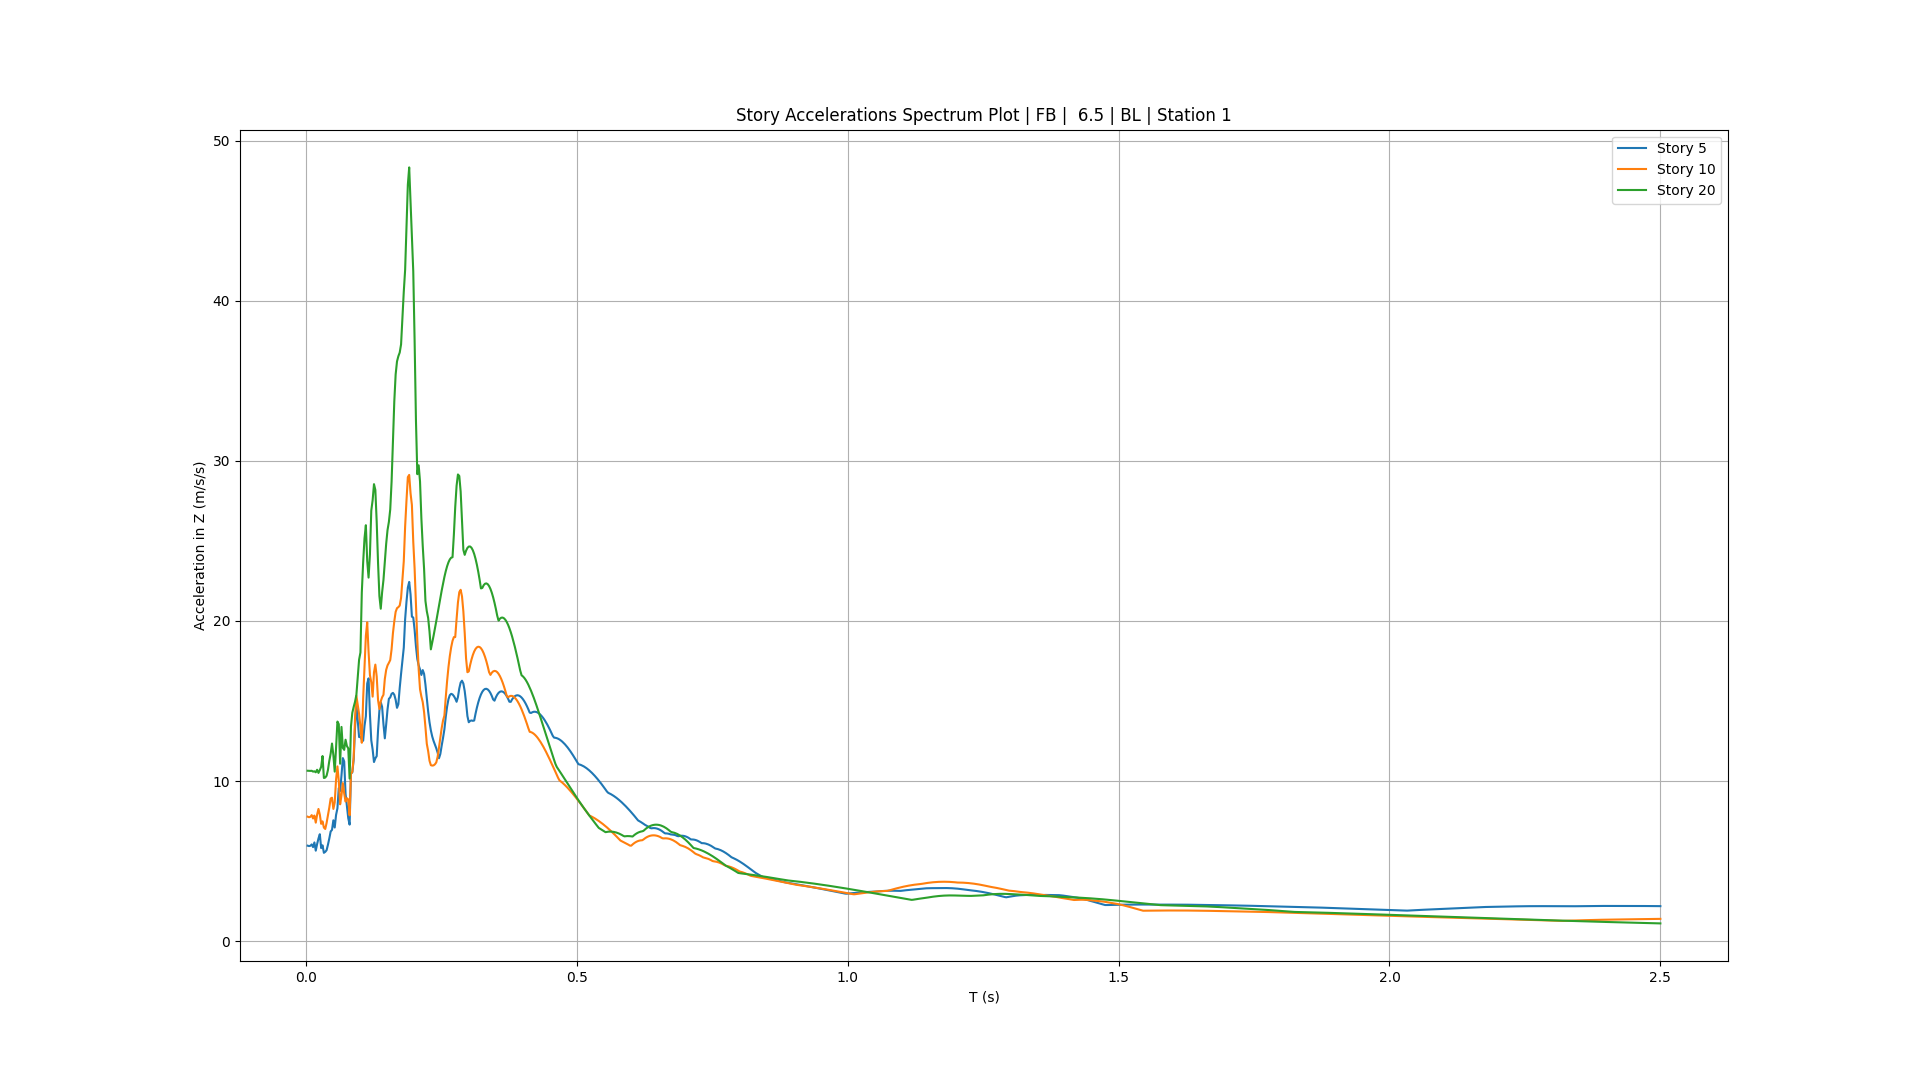 Story Accelerations Spectrum Plot | FB |  6.5 | BL | Station 1
Story 5
Story 10
Story 20
Acceleration in Z (m/s/s)
50
40
30
20
10
0
0.0 0.5 1.0 1.5 2.0 2.5
T (s)